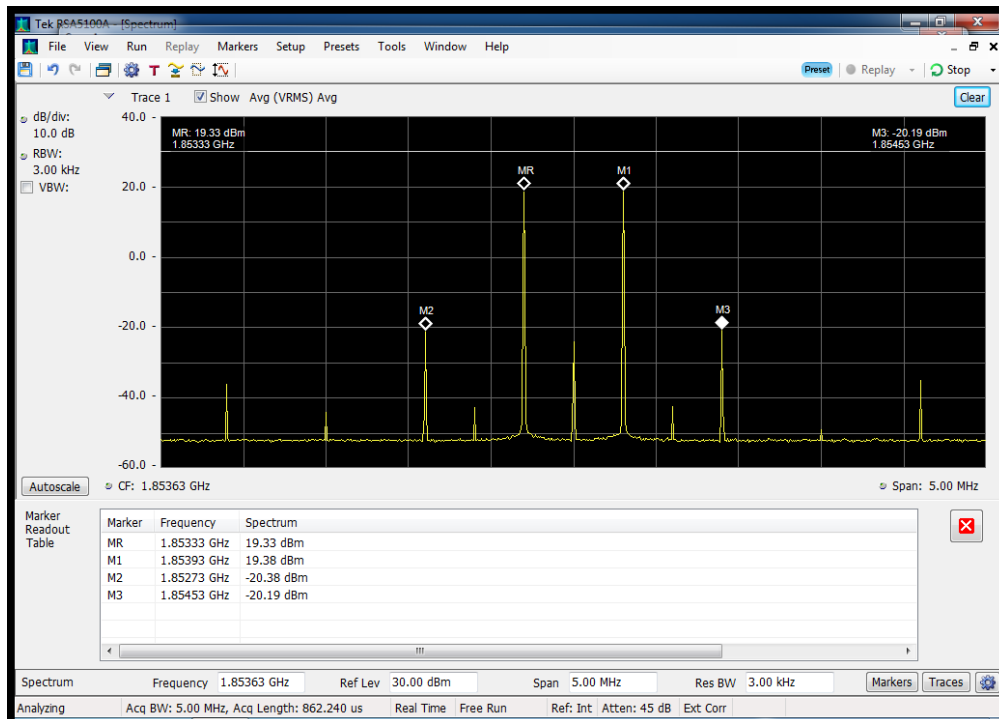 Tek RSA5100A - [Spectrum]
File View Run Replay Markers Setup Presets Tools Window Help
T Preset Replay Stop
Trace 1 Show Avg (VRMS) Avg Clear
dB/div:
10.0 dB
RBW:
3.00 kHz
VBW:
40.0
20.0
0.0
-20.0
-40.0
-60.0
MR: 19.33 dBm
1.85333 GHz
M3: -20.19 dBm
1.85453 GHz
MR M1
M2 M3
Autoscale CF: 1.85363 GHz Span: 5.00 MHz
Marker
Readout
Table
Marker Frequency Spectrum
MR 1.85333 GHz 19.33 dBm
M1 1.85393 GHz 19.38 dBm
M2 1.85273 GHz -20.38 dBm
M3 1.85453 GHz -20.19 dBm
Spectrum Frequency 1.85363 GHz Ref Lev 30.00 dBm Span 5.00 MHz Res BW 3.00 kHz Markers Traces
Analyzing Acq BW: 5.00 MHz, Acq Length: 862.240 us Real Time Free Run Ref: Int Atten: 45 dB Ext Corr